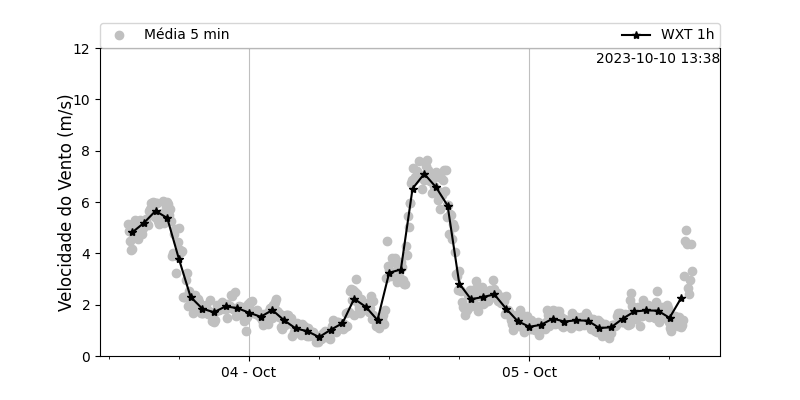 Média 5 min
WXT 1h
2023-10-10 13:38
Velocidade do Vento (m/s)
12
10
8
6
4
2
0
04 - Oct
05 - Oct